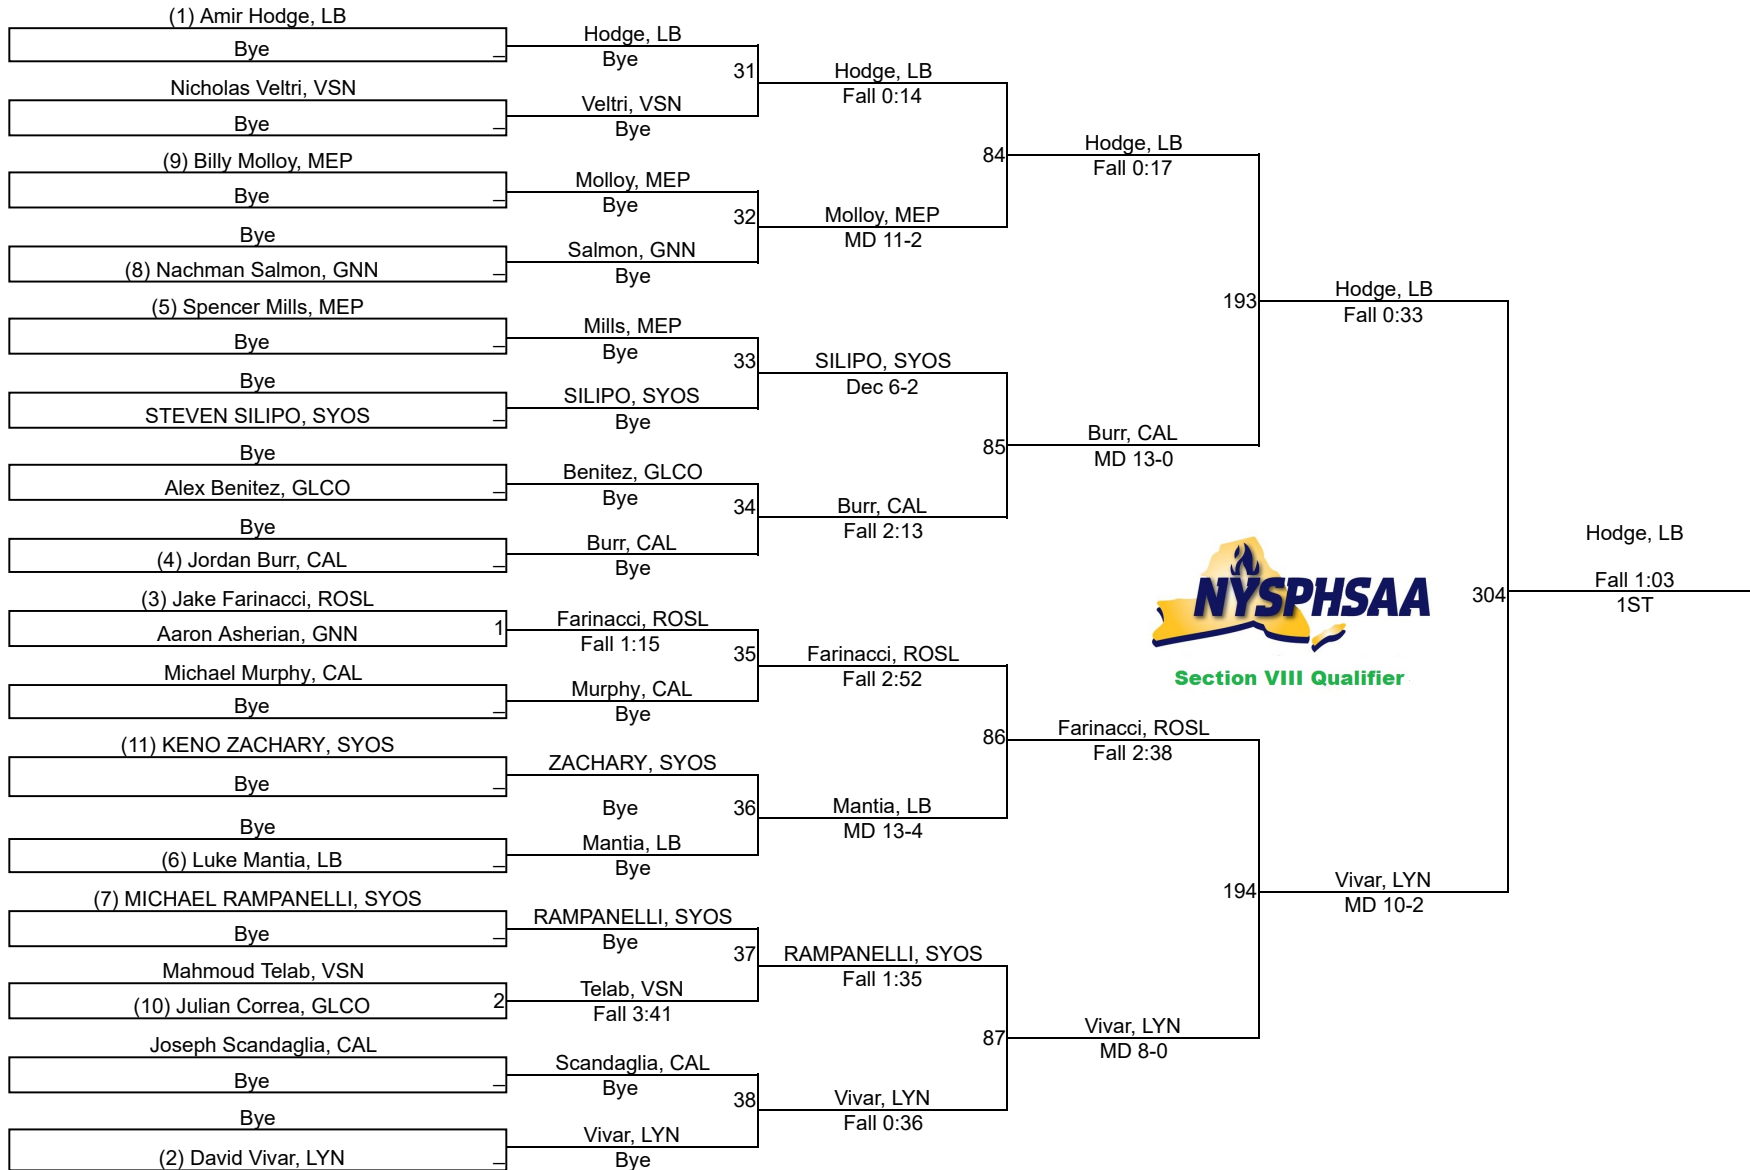 (1) Amir Hodge, LB
Bye
_
Nicholas Veltri, VSN
Bye
_
(9) Billy Molloy, MEP
Bye
_
Bye
(8) Nachman Salmon, GNN
_
(5) Spencer Mills, MEP
Bye
_
Bye
STEVEN SILIPO, SYOS
_
Bye
Alex Benitez, GLCO
_
Bye
(4) Jordan Burr, CAL
_
(3) Jake Farinacci, ROSL
Aaron Asherian, GNN
1
Michael Murphy, CAL
Bye
_
(11) KENO ZACHARY, SYOS
Bye
_
Bye
(6) Luke Mantia, LB
_
(7) MICHAEL RAMPANELLI, SYOS
Bye
_
Mahmoud Telab, VSN
(10) Julian Correa, GLCO
2
Joseph Scandaglia, CAL
Bye
_
Bye
(2) David Vivar, LYN
_
Hodge, LB
Bye
31
Veltri, VSN
Bye
Molloy, MEP
Bye
32
Salmon, GNN
Bye
Mills, MEP
Bye
33
SILIPO, SYOS
Bye
Benitez, GLCO
Bye
34
Burr, CAL
Bye
Farinacci, ROSL
Fall 1:15
35
Murphy, CAL
Bye
ZACHARY, SYOS
Bye
36
Mantia, LB
Bye
RAMPANELLI, SYOS
Bye
37
Telab, VSN
Fall 3:41
Scandaglia, CAL
Bye
38
Vivar, LYN
Bye
Hodge, LB
Fall 0:14
84
Molloy, MEP
MD 11-2
SILIPO, SYOS
Dec 6-2
85
Burr, CAL
Fall 2:13
Farinacci, ROSL
Fall 2:52
86
Mantia, LB
MD 13-4
RAMPANELLI, SYOS
Fall 1:35
87
Vivar, LYN
Fall 0:36
Hodge, LB
Fall 0:17
193
Burr, CAL
MD 13-0
Farinacci, ROSL
Fall 2:38
194
Vivar, LYN
MD 8-0
Hodge, LB
Fall 0:33
304
Vivar, LYN
MD 10-2
Hodge, LB
Fall 1:03
1ST
NYSPHSAA
Section VIII Qualifier